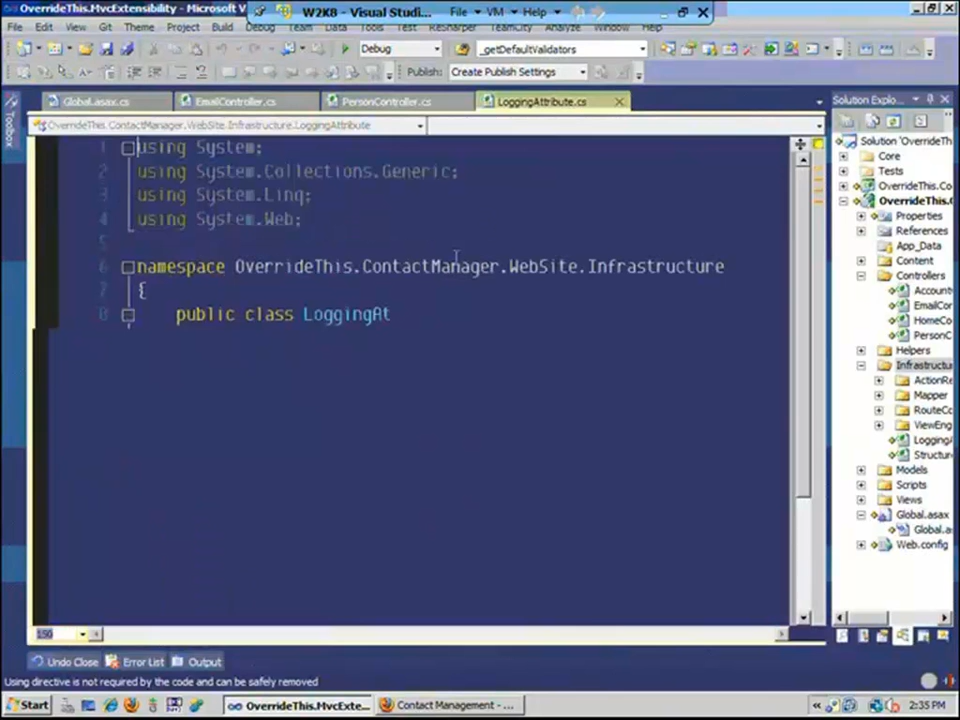 OverrideThis.MvcExtensibility - Microsoft V
W2K8 - Visual Studi...
File
VM
Help
File Edit View Git Theme Project Build
Team Data Tools Test ReSharper TeamCity Analyze Window Help
Debug
_getDefaultValidators
Publish: Create Publish Settings
Toolbox
Global.asax.cs
EmailController.cs
PersonController.cs
LoggingAttribute.cs
OverrideThis.ContactManager.WebSite.Infrastructure.LoggingAttribute
1 using System;
2 using System.Collections.Generic;
3 using System.Linq;
4 using System.Web;
5
6 namespace OverrideThis.ContactManager.WebSite.Infrastructure
7 {
8 public class LoggingAt
150
Solution Explo...
Solution 'OverrideTh
Core
Tests
OverrideThis.Co
OverrideThis.
Properties
References
App_Data
Content
Controllers
Account
EmailCo
HomeCo
PersonC
Helpers
Infrastructu
ActionRe
Mapper
RouteCo
ViewEng
LoggingA
Structure
Models
Scripts
Views
Global.asax
Global.a
Web.config
Undo Close
Error List
Output
Using directive is not required by the code and can be safely removed
Start
OverrideThis.MvcExte...
Contact Management - ...
2:35 PM